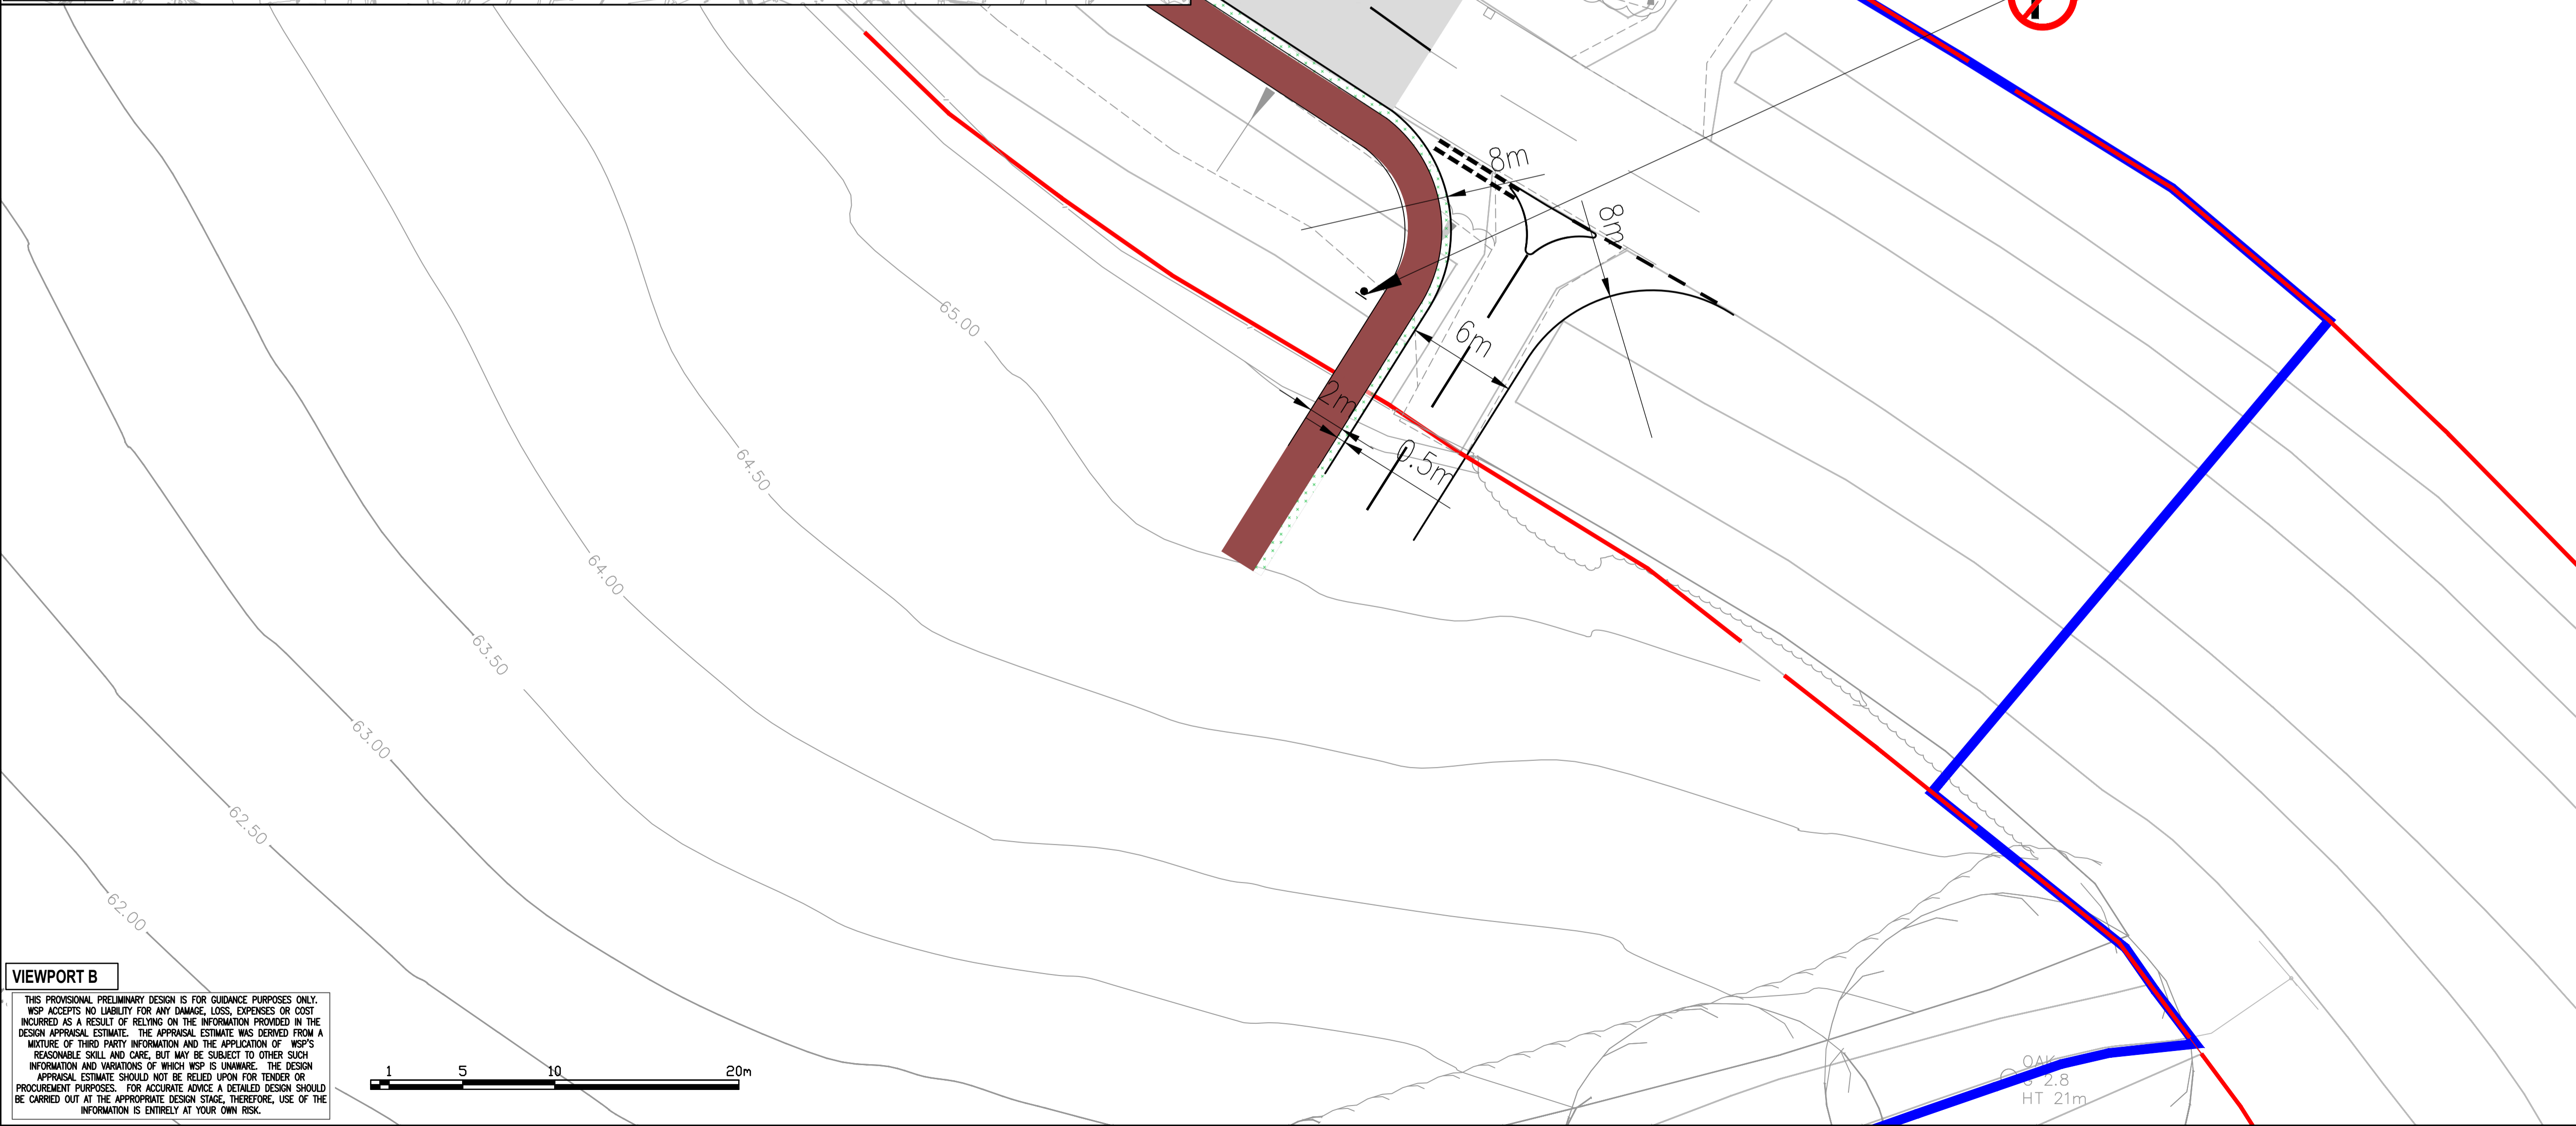 8m
8m
65.00
6m
2m
0.5m
64.50
64.00
63.50
63.00
62.50
62.00
VIEWPORT B
THIS PROVISIONAL PRELIMINARY DESIGN IS FOR GUIDANCE PURPOSES ONLY.
WSP ACCEPTS NO LIABILITY FOR ANY DAMAGE, LOSS, EXPENSES OR COST
INCURRED AS A RESULT OF RELYING ON THE INFORMATION PROVIDED IN THE
DESIGN APPRAISAL ESTIMATE. THE APPRAISAL ESTIMATE WAS DERIVED FROM A
MIXTURE OF THIRD PARTY INFORMATION AND THE APPLICATION OF WSP'S
REASONABLE SKILL AND CARE, BUT MAY BE SUBJECT TO OTHER SUCH
INFORMATION AND VARIATIONS OF WHICH WSP IS UNAWARE. THE DESIGN
APPRAISAL ESTIMATE SHOULD NOT BE RELIED UPON FOR TENDER OR
PROCUREMENT PURPOSES. FOR ACCURATE ADVICE A DETAILED DESIGN SHOULD
BE CARRIED OUT AT THE APPROPRIATE DESIGN STAGE, THEREFORE, USE OF THE
INFORMATION IS ENTIRELY AT YOUR OWN RISK.
1 5 10 20m
OAK
2.8
HT 21m